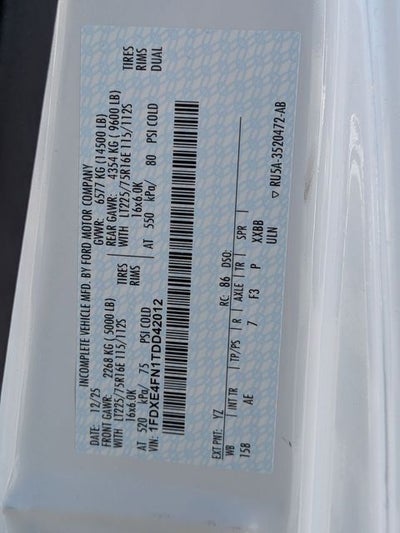 INCOMPLETE VEHICLE MFD. BY FORD MOTOR COMPANY
DATE: 12/25 GVWR: 6577 KG (14500 LB)
FRONT GAWR: 2268 KG (5000 LB) REAR GAWR: 4354 KG (9600 LB)
WITH LT225/75R16E 115/112S TIRES WITH LT225/75R16E 115/112S TIRES
16x6.0K RIMS 16x6.0K RIMS
AT 520 kPa/ 75 PSI COLD AT 550 kPa/ 80 PSI COLD DUAL
VIN: 1FDXE4FN1TDD42012
EXT PNT: YZ RC: 86 DSO:
WB INT TR TP/PS R AXLE TR SPR
158 AE 7 F3 P XXBB
ULN
RU5A-3520472-AB